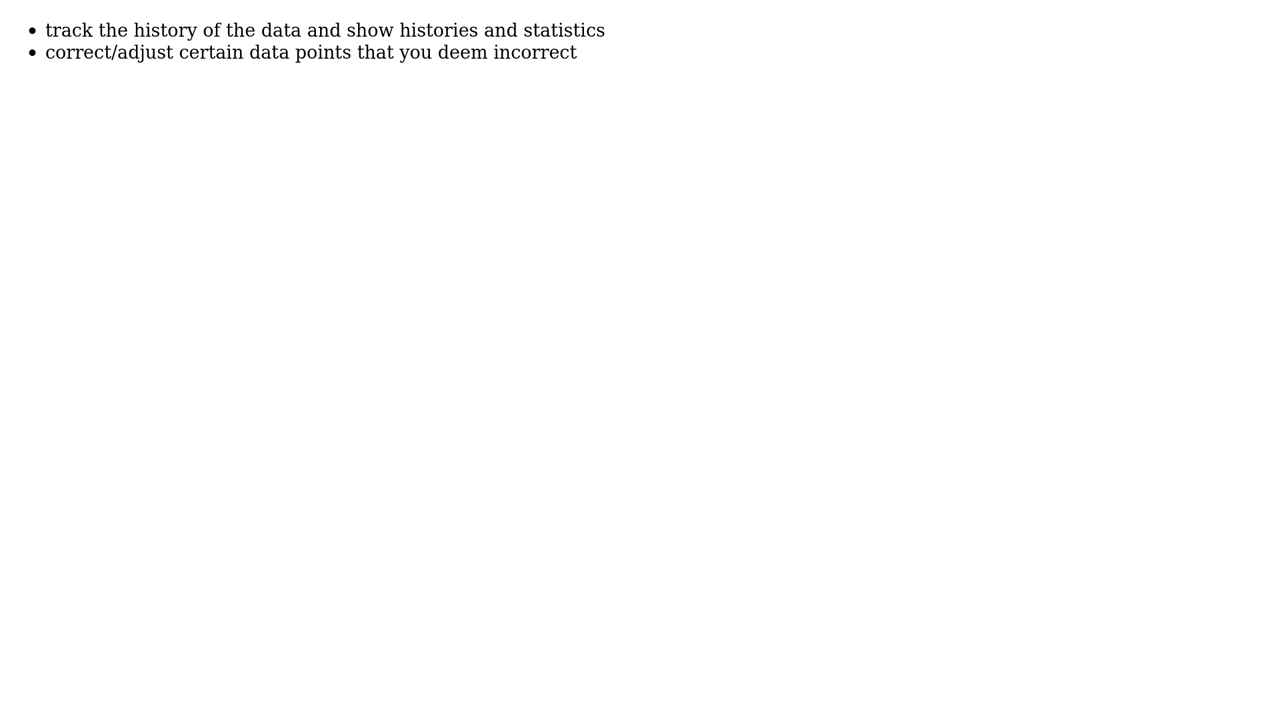 • track the history of the data and show histories and statistics
• correct/adjust certain data points that you deem incorrect